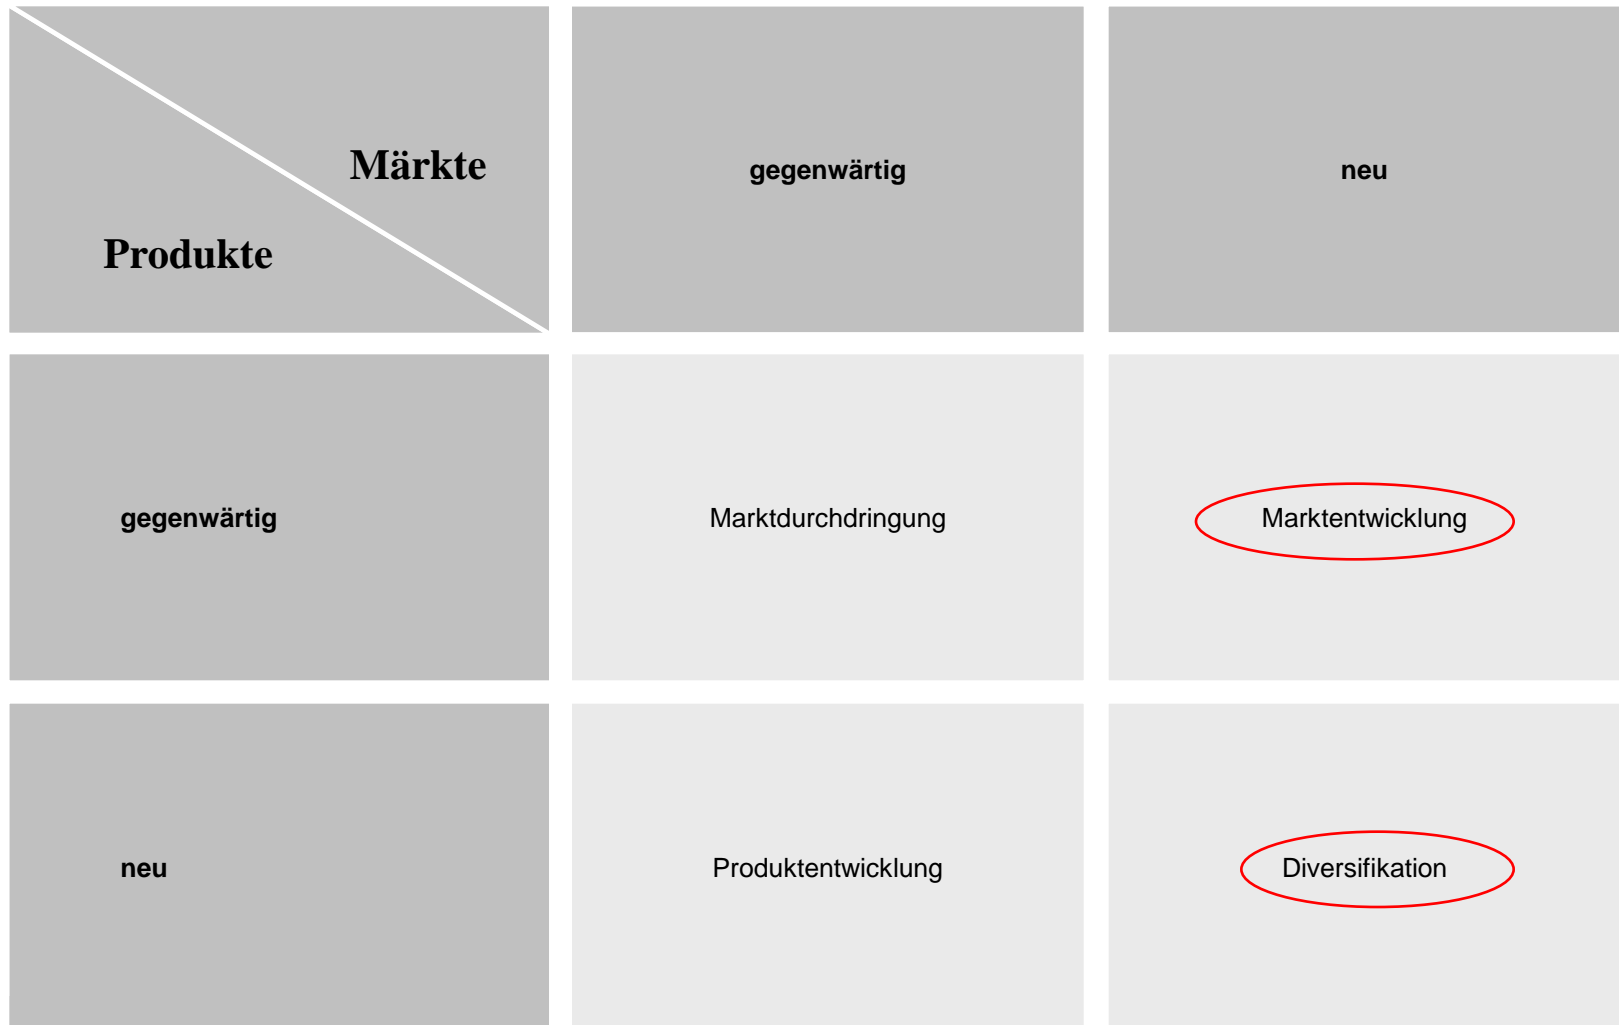 Märkte
Produkte
gegenwärtig
neu
gegenwärtig
Marktdurchdringung
Marktentwicklung
neu
Produktentwicklung
Diversifikation